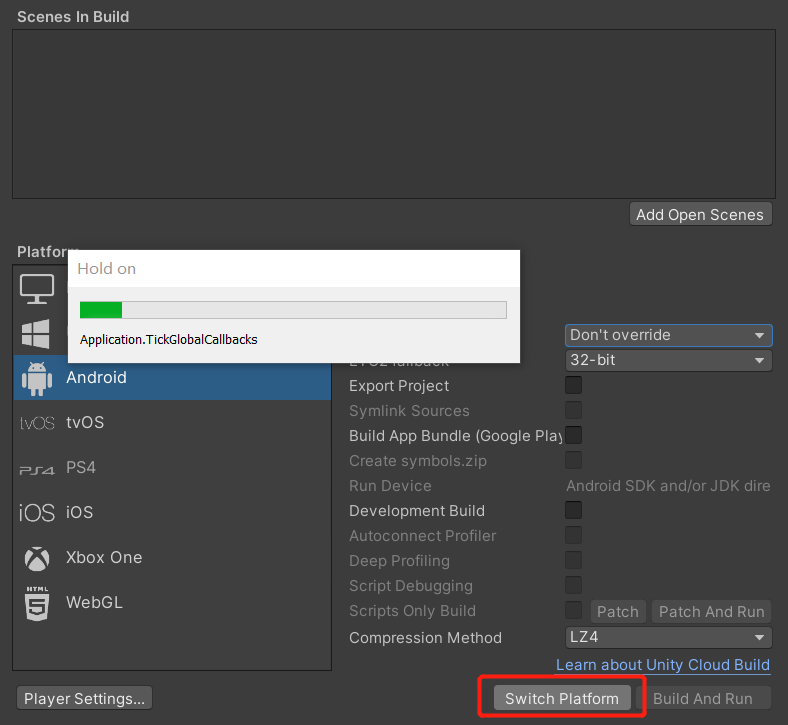 Scenes In Build
Add Open Scenes
Platform
Hold on
Application.TickGlobalCallbacks
Don't override
32-bit
Android
Export Project
tvOS
tvOS
Symlink Sources
Build App Bundle (Google Play
PS4
PS4
Create symbols.zip
Run Device
Android SDK and/or JDK dire
iOS
iOS
Development Build
Autoconnect Profiler
Xbox One
Deep Profiling
HTML
5
WebGL
Script Debugging
Scripts Only Build
Patch
Patch And Run
Compression Method
LZ4
Learn about Unity Cloud Build
Player Settings...
Switch Platform
Build And Run